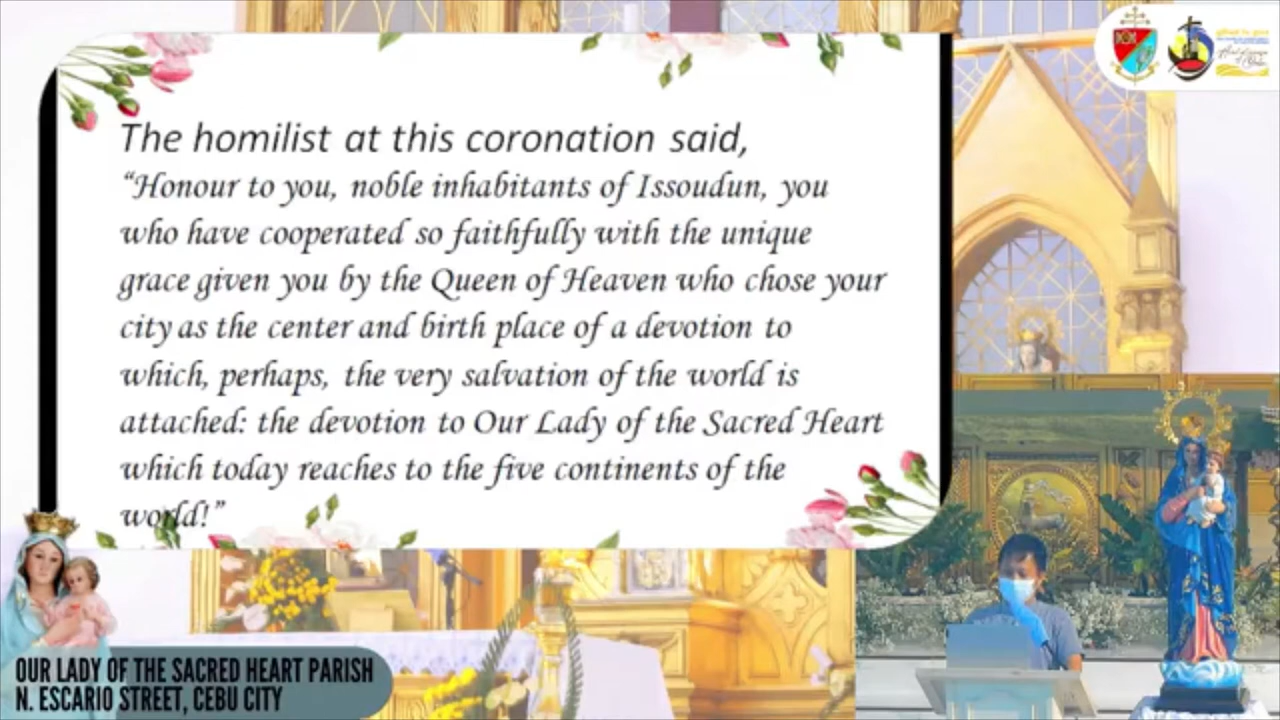 The homilist at this coronation said,
“Honour to you, noble inhabitants of Issoudun, you
who have cooperated so faithfully with the unique
grace given you by the Queen of Heaven who chose your
city as the center and birth place of a devotion to
which, perhaps, the very salvation of the world is
attached: the devotion to Our Lady of the Sacred Heart
which today reaches to the five continents of the
world!”
OUR LADY OF THE SACRED HEART PARISH
N. ESCARIO STREET, CEBU CITY